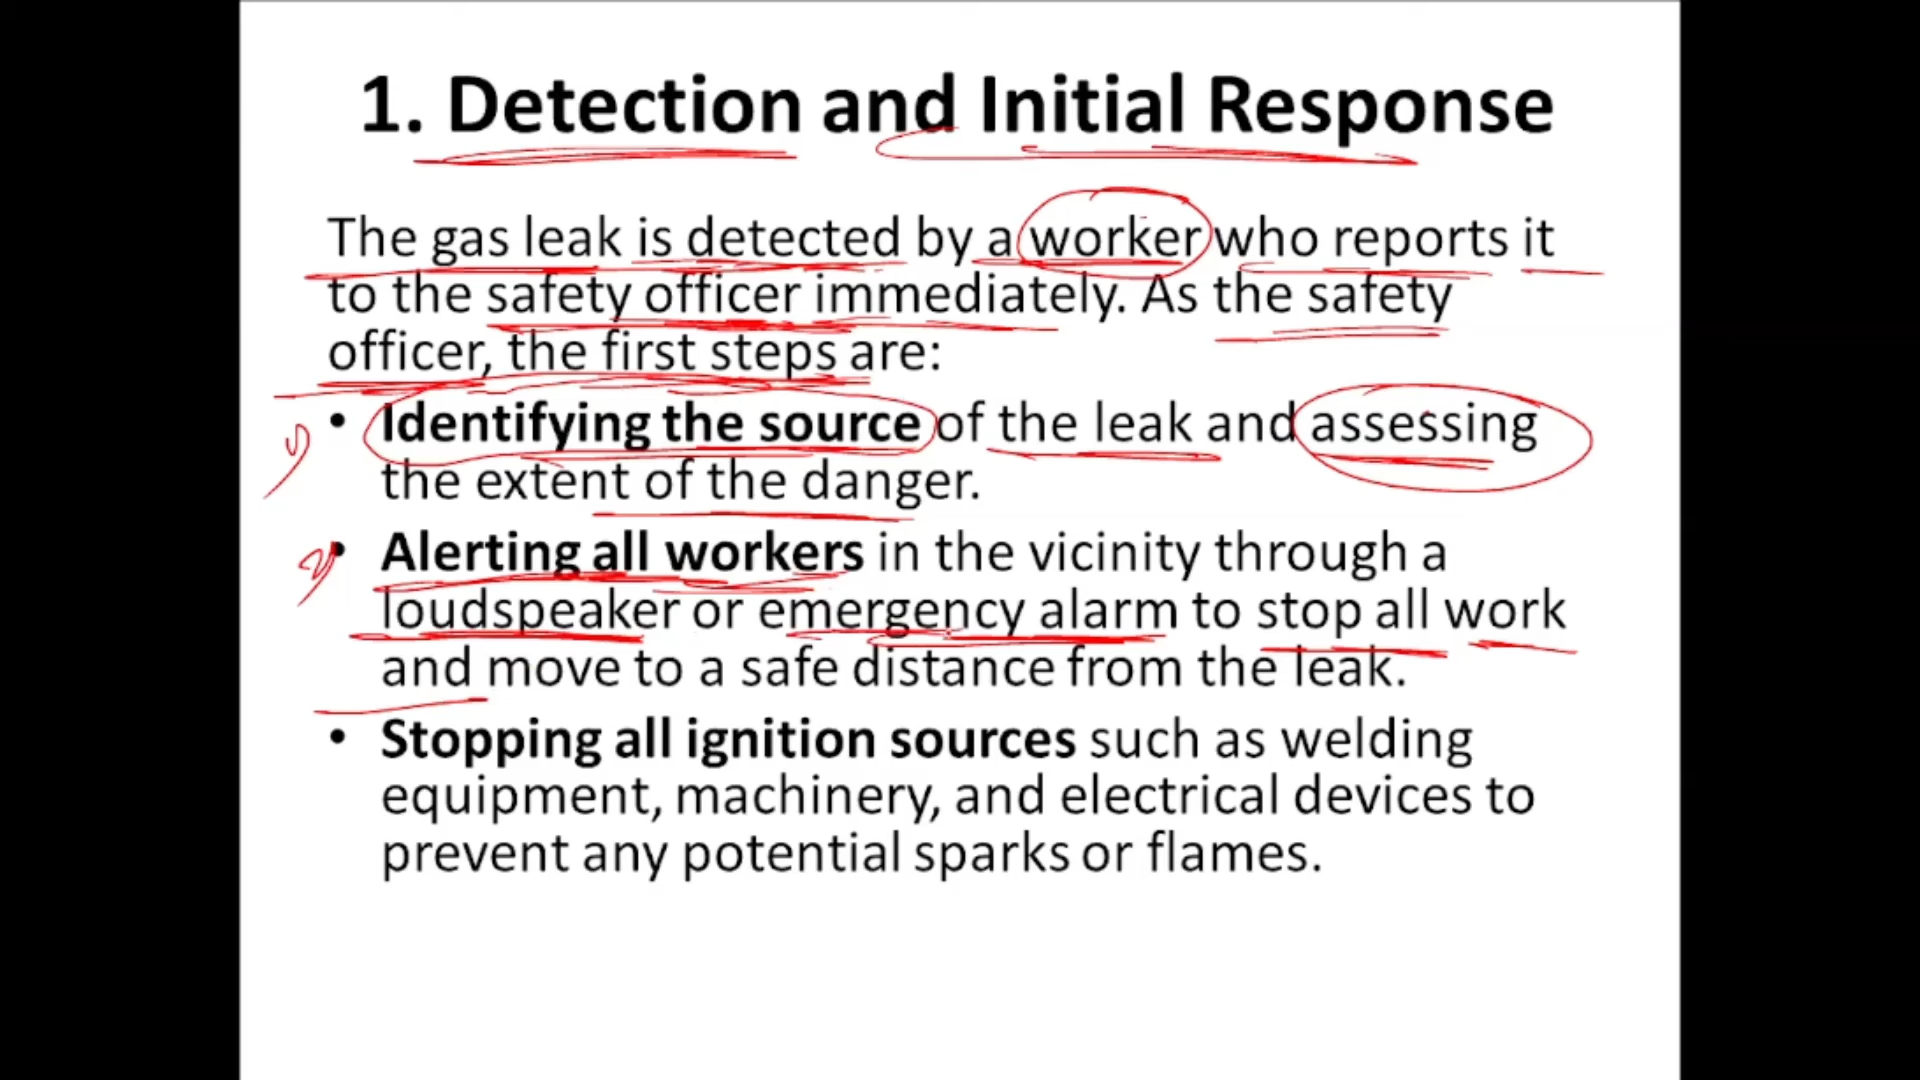 1. Detection and Initial Response
The gas leak is detected by a worker who reports it
to the safety officer immediately. As the safety
officer, the first steps are:
1)
• Identifying the source of the leak and assessing
the extent of the danger.
2)
• Alerting all workers in the vicinity through a
loudspeaker or emergency alarm to stop all work
and move to a safe distance from the leak.
• Stopping all ignition sources such as welding
equipment, machinery, and electrical devices to
prevent any potential sparks or flames.